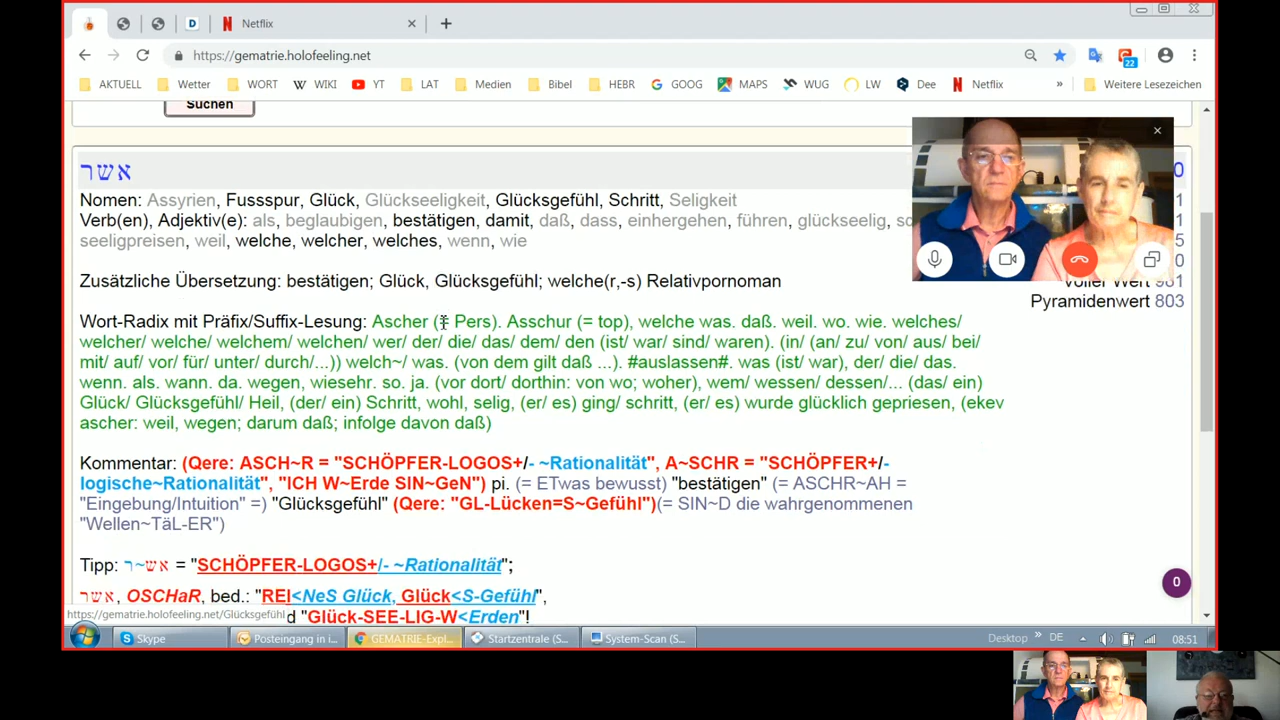 Netflix
https://gematrie.holofeeling.net
22
AKTUELL Wetter WORT WIKI YT LAT Medien Bibel HEBR GOOG MAPS WUG LW Dee Netflix » Weitere Lesezeichen
Suchen
אשר
Nomen: Assyrien, Fussspur, Glück, Glückseeligkeit, Glücksgefühl, Schritt, Seligkeit
Verb(en), Adjektiv(e): als, beglaubigen, bestätigen, damit, daß, dass, einhergehen, führen, glückseelig,
seeligpreisen, weil, welche, welcher, welches, wenn, wie
Zusätzliche Übersetzung: bestätigen; Glück, Glücksgefühl; welche(r,-s) Relativpornoman
0
1
1
5
0
Voller Wert 961
Pyramidenwert 803
Wort-Radix mit Präfix/Suffix-Lesung: Ascher (= Pers). Asschur (= top), welche was. daß. weil. wo. wie. welches/
welcher/ welche/ welchem/ welchen/ wer/ der/ die/ das/ dem/ den (ist/ war/ sind/ waren). (in/ (an/ zu/ von/ aus/ bei/
mit/ auf/ vor/ für/ unter/ durch/...)) welch~/ was. (von dem gilt daß ...). #auslassen#. was (ist/ war), der/ die/ das.
wenn. als. wann. da. wegen, wiesehr. so. ja. (vor dort/ dorthin: von wo; woher), wem/ wessen/ dessen/... (das/ ein)
Glück/ Glücksgefühl/ Heil, (der/ ein) Schritt, wohl, selig, (er/ es) ging/ schritt, (er/ es) wurde glücklich gepriesen, (ekev
ascher: weil, wegen; darum daß; infolge davon daß)
Kommentar: (Qere: ASCH~R = "SCHÖPFER-LOGOS+/- ~Rationalität", A~SCHR = "SCHÖPFER+/-
logische~Rationalität", "ICH W~Erde SIN~GeN") pi. (= ETwas bewusst) "bestätigen" (= ASCHR~AH =
"Eingebung/Intuition" =) "Glücksgefühl" (Qere: "GL-Lücken=S~Gefühl")(= SIN~D die wahrgenommenen
"Wellen~TäL-ER")
Tipp: אש~ר = "SCHÖPFER-LOGOS+/- ~Rationalität";
אשר, OSCHaR, bed.: "REI<NeS Glück, Glück<S-Gefühl",
d "Glück-SEE-LIG-W<Erden"!
0
https://gematrie.holofeeling.net/Glücksgefühl
Skype Posteingang in i... GEMATRIE-Expl... Startzentrale (S... System-Scan (S... Desktop » DE 08:51